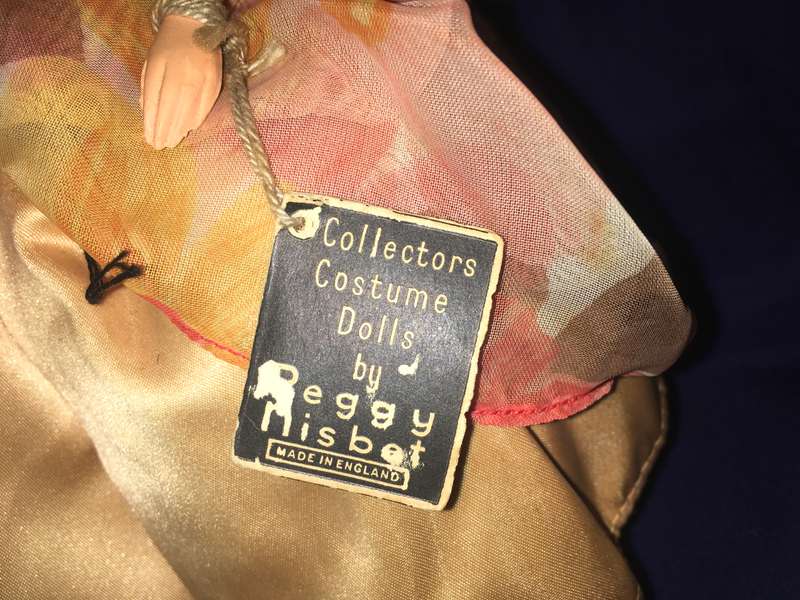 Collectors
Costume
Dolls
by
Peggy
Nisbet
MADE IN ENGLAND